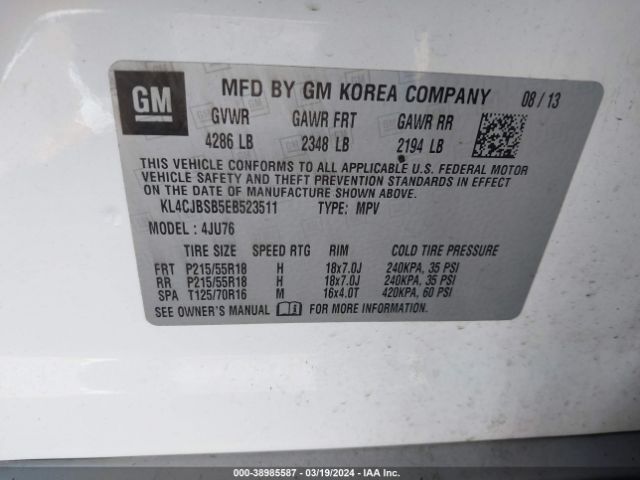 GM
MFD BY GM KOREA COMPANY 08 / 13
GVWR GAWR FRT GAWR RR
4286 LB 2348 LB 2194 LB
THIS VEHICLE CONFORMS TO ALL APPLICABLE U.S. FEDERAL MOTOR
VEHICLE SAFETY AND THEFT PREVENTION STANDARDS IN EFFECT
ON THE DATE OF MANUFACTURE SHOWN ABOVE.
KL4CJBSB5EB523511 TYPE: MPV
MODEL : 4JU76
TIRE SIZE SPEED RTG RIM COLD TIRE PRESSURE
FRT P215/55R18 H 18x7.0J 240KPA, 35 PSI
RR P215/55R18 H 18x7.0J 240KPA, 35 PSI
SPA T125/70R16 M 16x4.0T 420KPA, 60 PSI
SEE OWNER'S MANUAL FOR MORE INFORMATION.
000-38985587 - 03/19/2024 - IAA Inc.